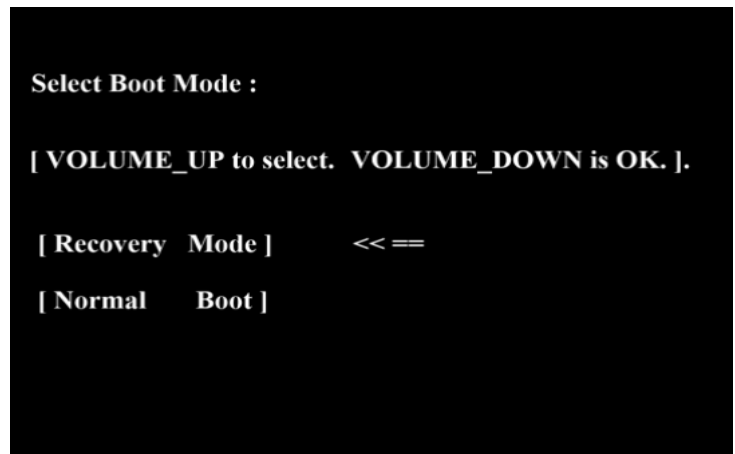 Select Boot Mode :
[ VOLUME_UP to select. VOLUME_DOWN is OK. ].
[ Recovery Mode ] <<==
[ Normal Boot ]